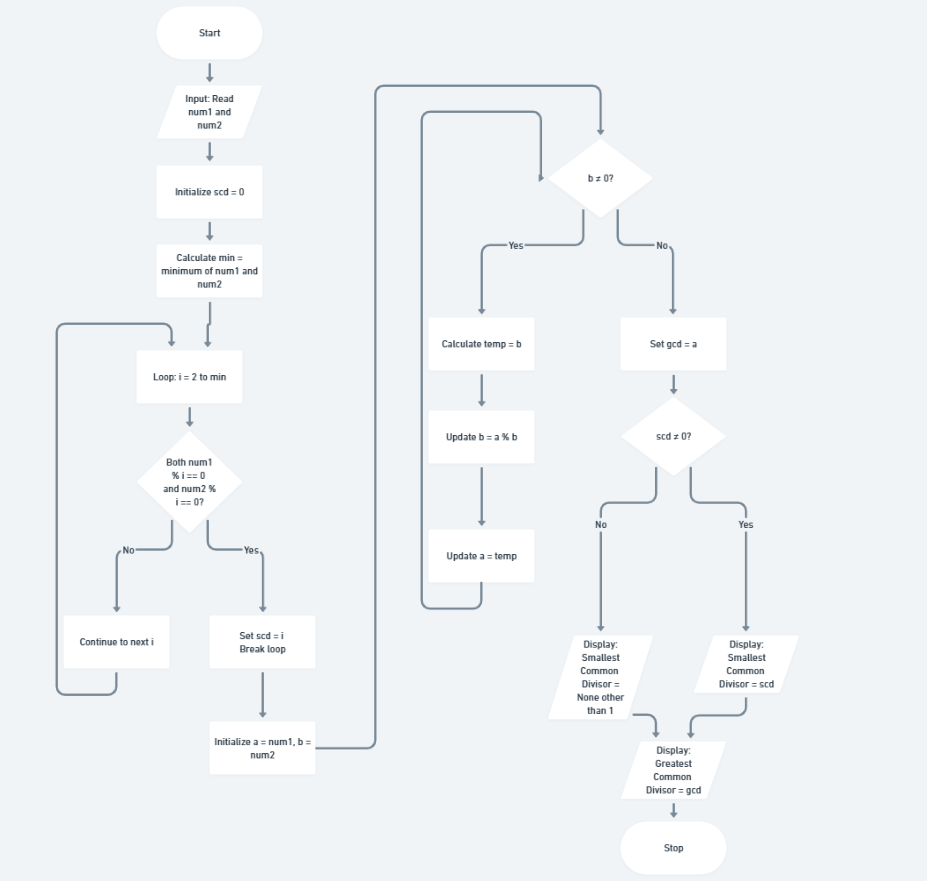 Start
Input: Read
num1 and
num2
Initialize scd = 0
Calculate min =
minimum of num1 and
num2
Loop: i = 2 to min
Both num1
% i == 0
and num2 %
i == 0?
No
Yes
Continue to next i
Set scd = i
Break loop
Initialize a = num1, b =
num2
b ≠ 0?
Yes
No
Calculate temp = b
Update b = a % b
Update a = temp
Set gcd = a
scd ≠ 0?
No
Yes
Display:
Smallest
Common
Divisor =
None other
than 1
Display:
Smallest
Common
Divisor = scd
Display:
Greatest
Common
Divisor = gcd
Stop